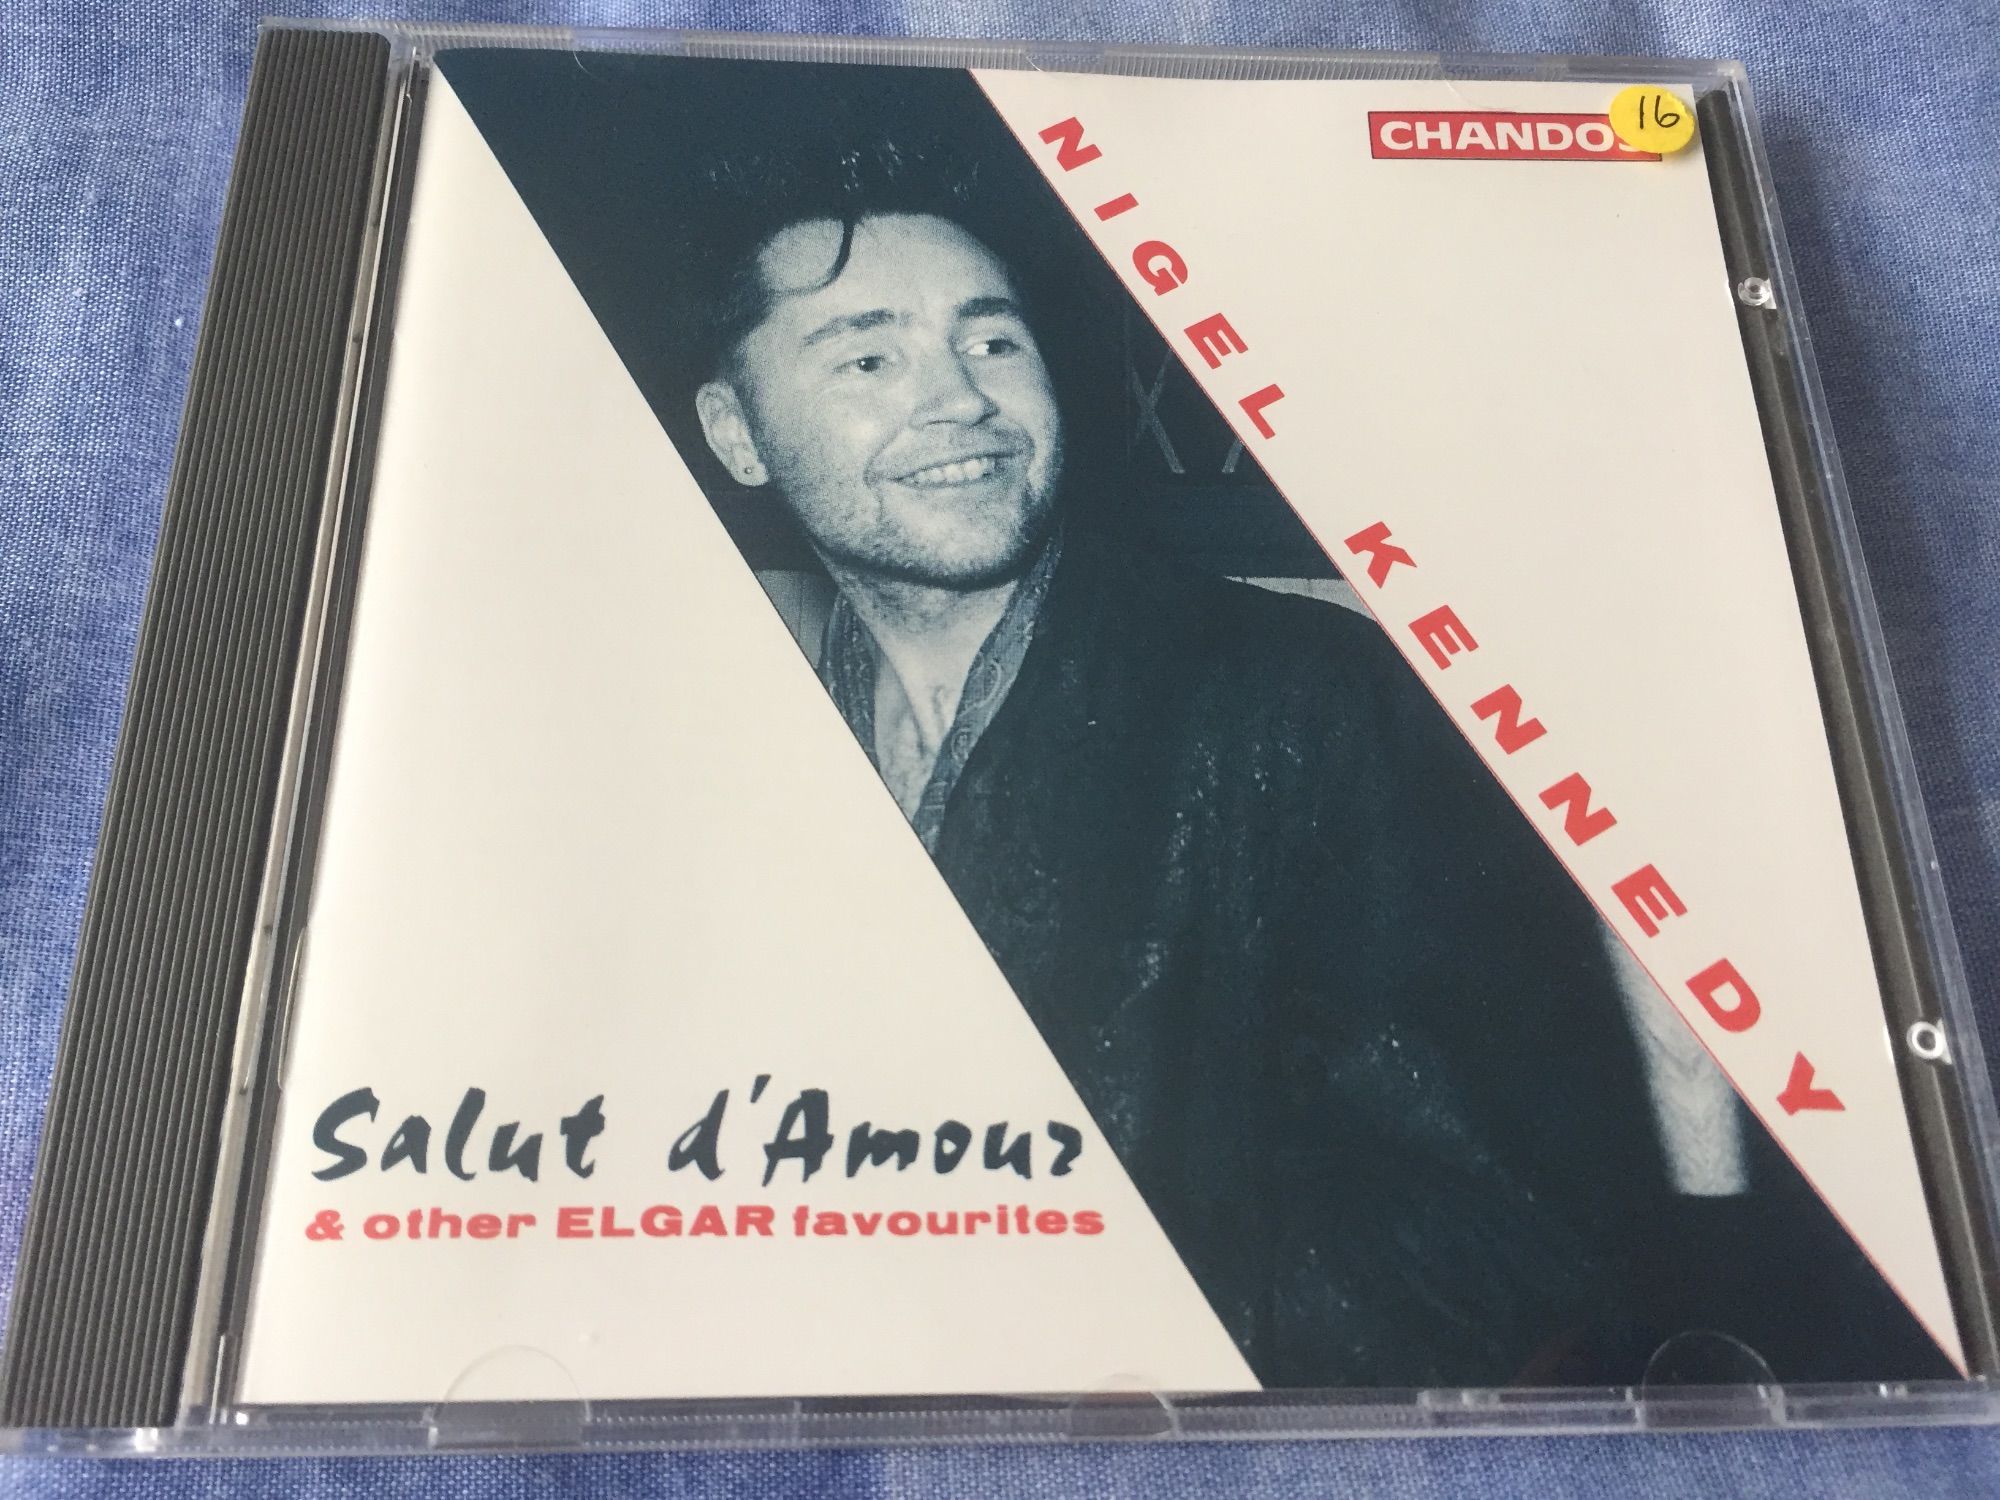 CHANDOS
16
NIGEL KENNEDY
Salut d'Amour
& other ELGAR favourites